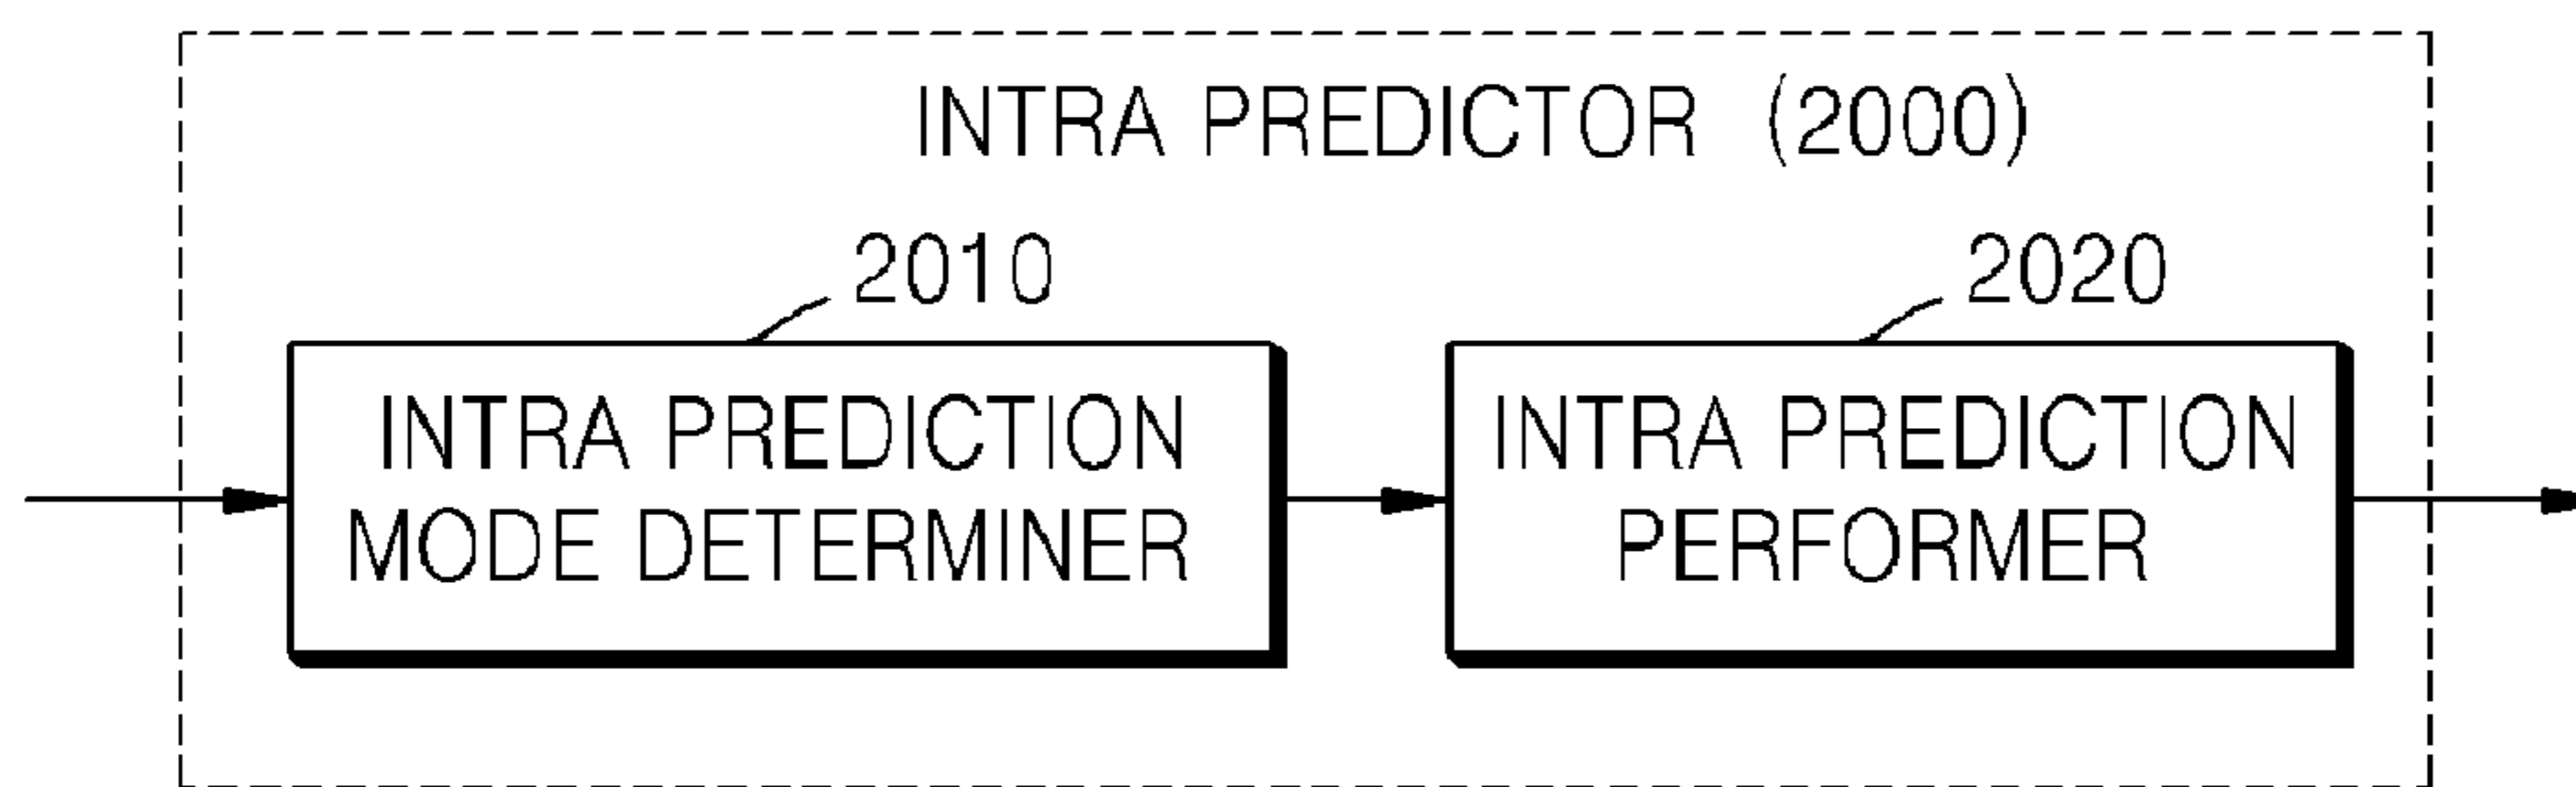 INTRA PREDICTOR (2000)
2010
2020
INTRA PREDICTION
MODE DETERMINER
INTRA PREDICTION
PERFORMER